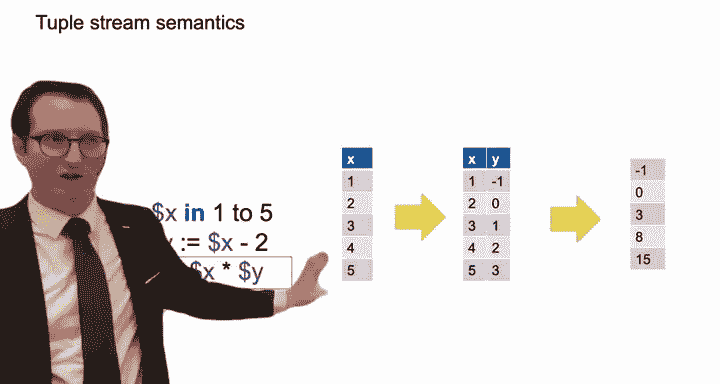 Tuple stream semantics
$x in 1 to 5
:= $x - 2
$x * $y
x
1
2
3
4
5
x y
1 -1
2 0
3 1
4 2
5 3
-1
0
3
8
15